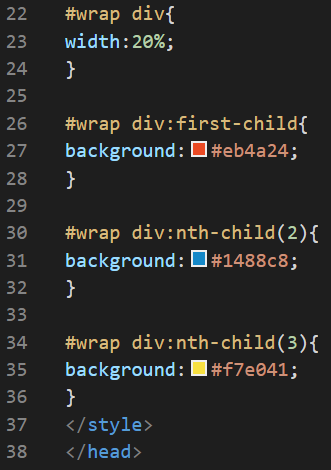 22 #wrap div{
23 width:20%;
24 }
25
26 #wrap div:first-child{
27 background:#eb4a24;
28 }
29
30 #wrap div:nth-child(2){
31 background:#1488c8;
32 }
33
34 #wrap div:nth-child(3){
35 background:#f7e041;
36 }
37 </style>
38 </head>